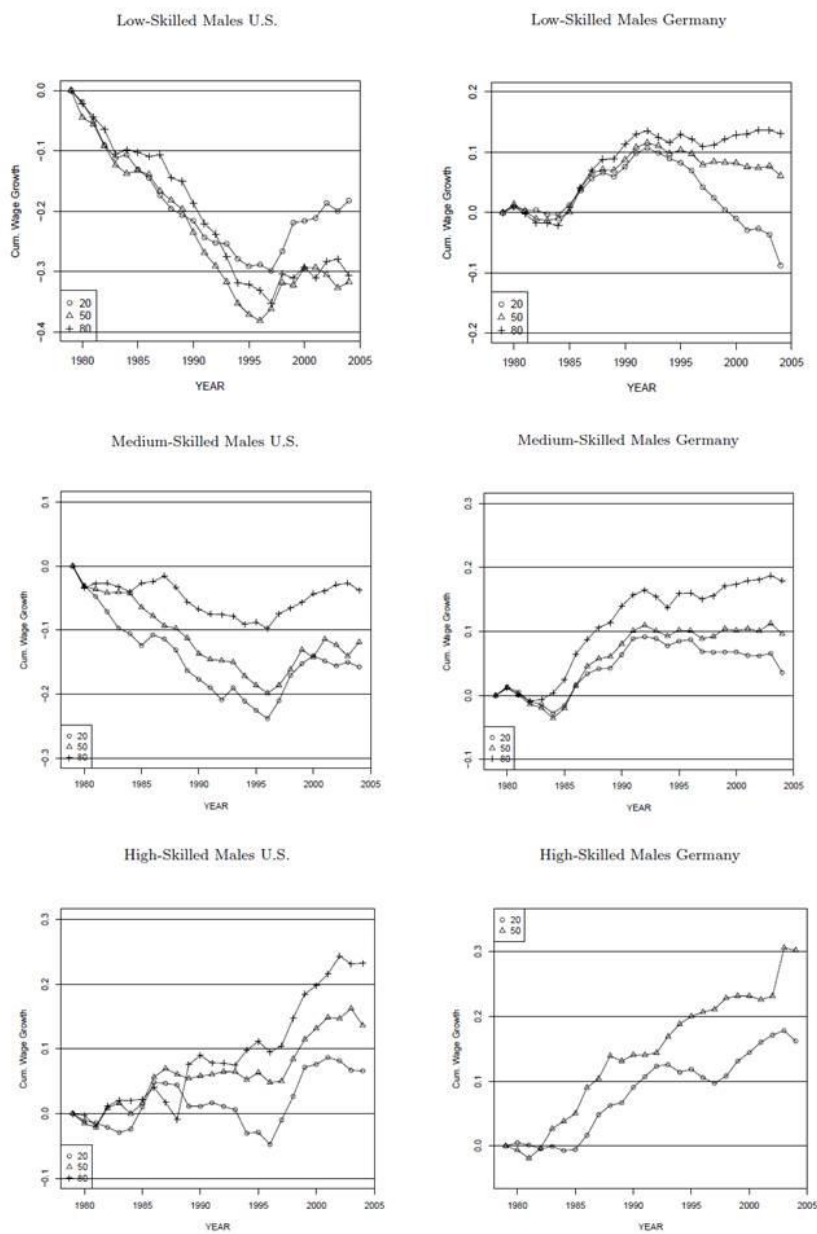 Low-Skilled Males U.S.
Cum. Wage Growth
0.0
−0.1
−0.2
−0.3
−0.4
20
50
80
1980 1985 1990 1995 2000 2005
YEAR
Low-Skilled Males Germany
Cum. Wage Growth
0.2
0.1
0.0
−0.1
−0.2
20
50
80
1980 1985 1990 1995 2000 2005
YEAR
Medium-Skilled Males U.S.
Cum. Wage Growth
0.1
0.0
−0.1
−0.2
−0.3
20
50
80
1980 1985 1990 1995 2000 2005
YEAR
Medium-Skilled Males Germany
Cum. Wage Growth
0.3
0.2
0.1
0.0
−0.1
20
50
80
1980 1985 1990 1995 2000 2005
YEAR
High-Skilled Males U.S.
Cum. Wage Growth
0.3
0.2
0.1
0.0
−0.1
20
50
80
1980 1985 1990 1995 2000 2005
YEAR
High-Skilled Males Germany
20
50
Cum. Wage Growth
0.3
0.2
0.1
0.0
1980 1985 1990 1995 2000 2005
YEAR